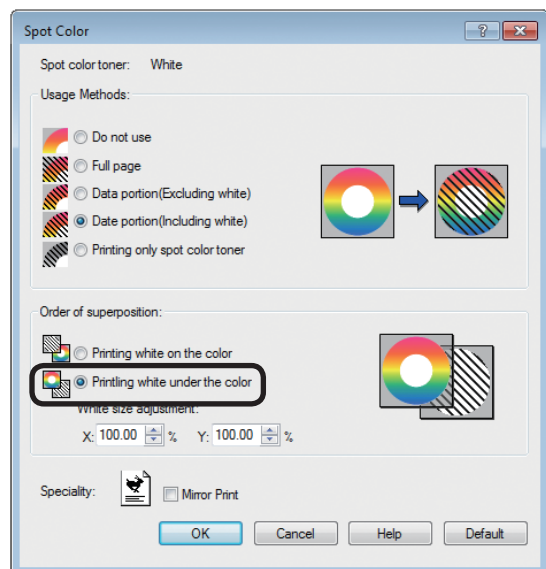 Spot Color
Spot color toner: White
Usage Methods:
Do not use
Full page
Data portion(Excluding white)
Date portion(Including white)
Printing only spot color toner
Order of superposition:
Printing white on the color
Printling white under the color
White size adjustment:
X: 100.00 % Y: 100.00 %
Speciality: Mirror Print
OK Cancel Help Default